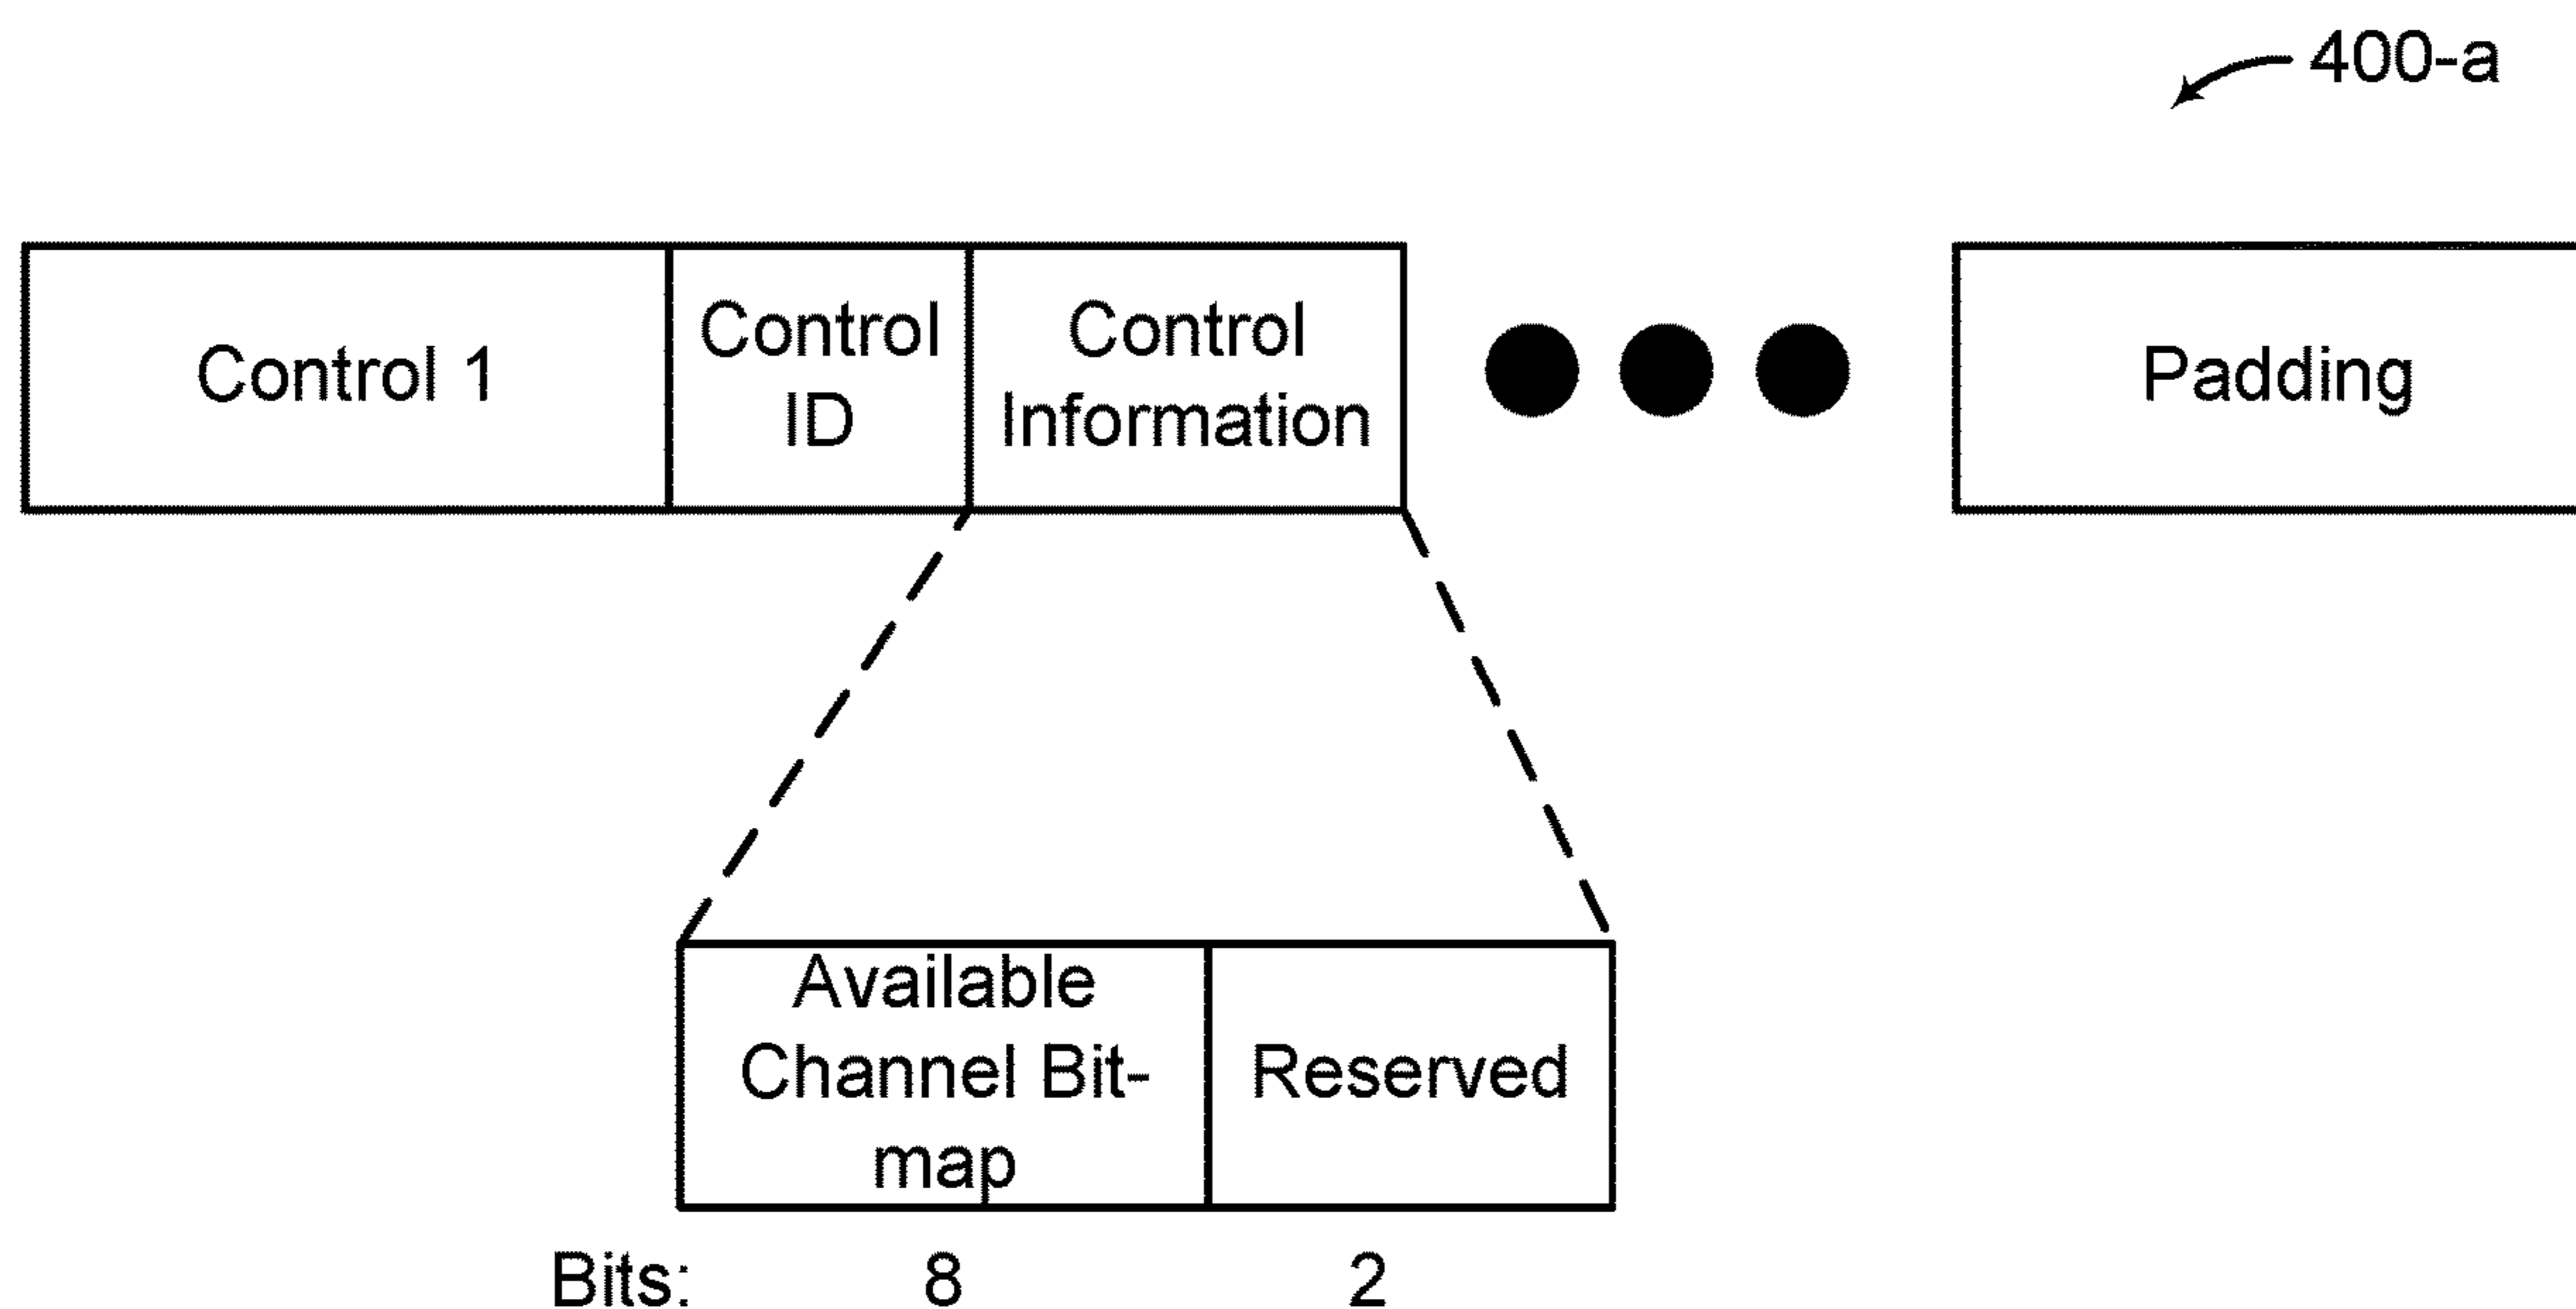 400-a
Control 1
Control
ID
Control
Information
Padding
Available
Channel Bit-
map
Reserved
Bits: 8 2